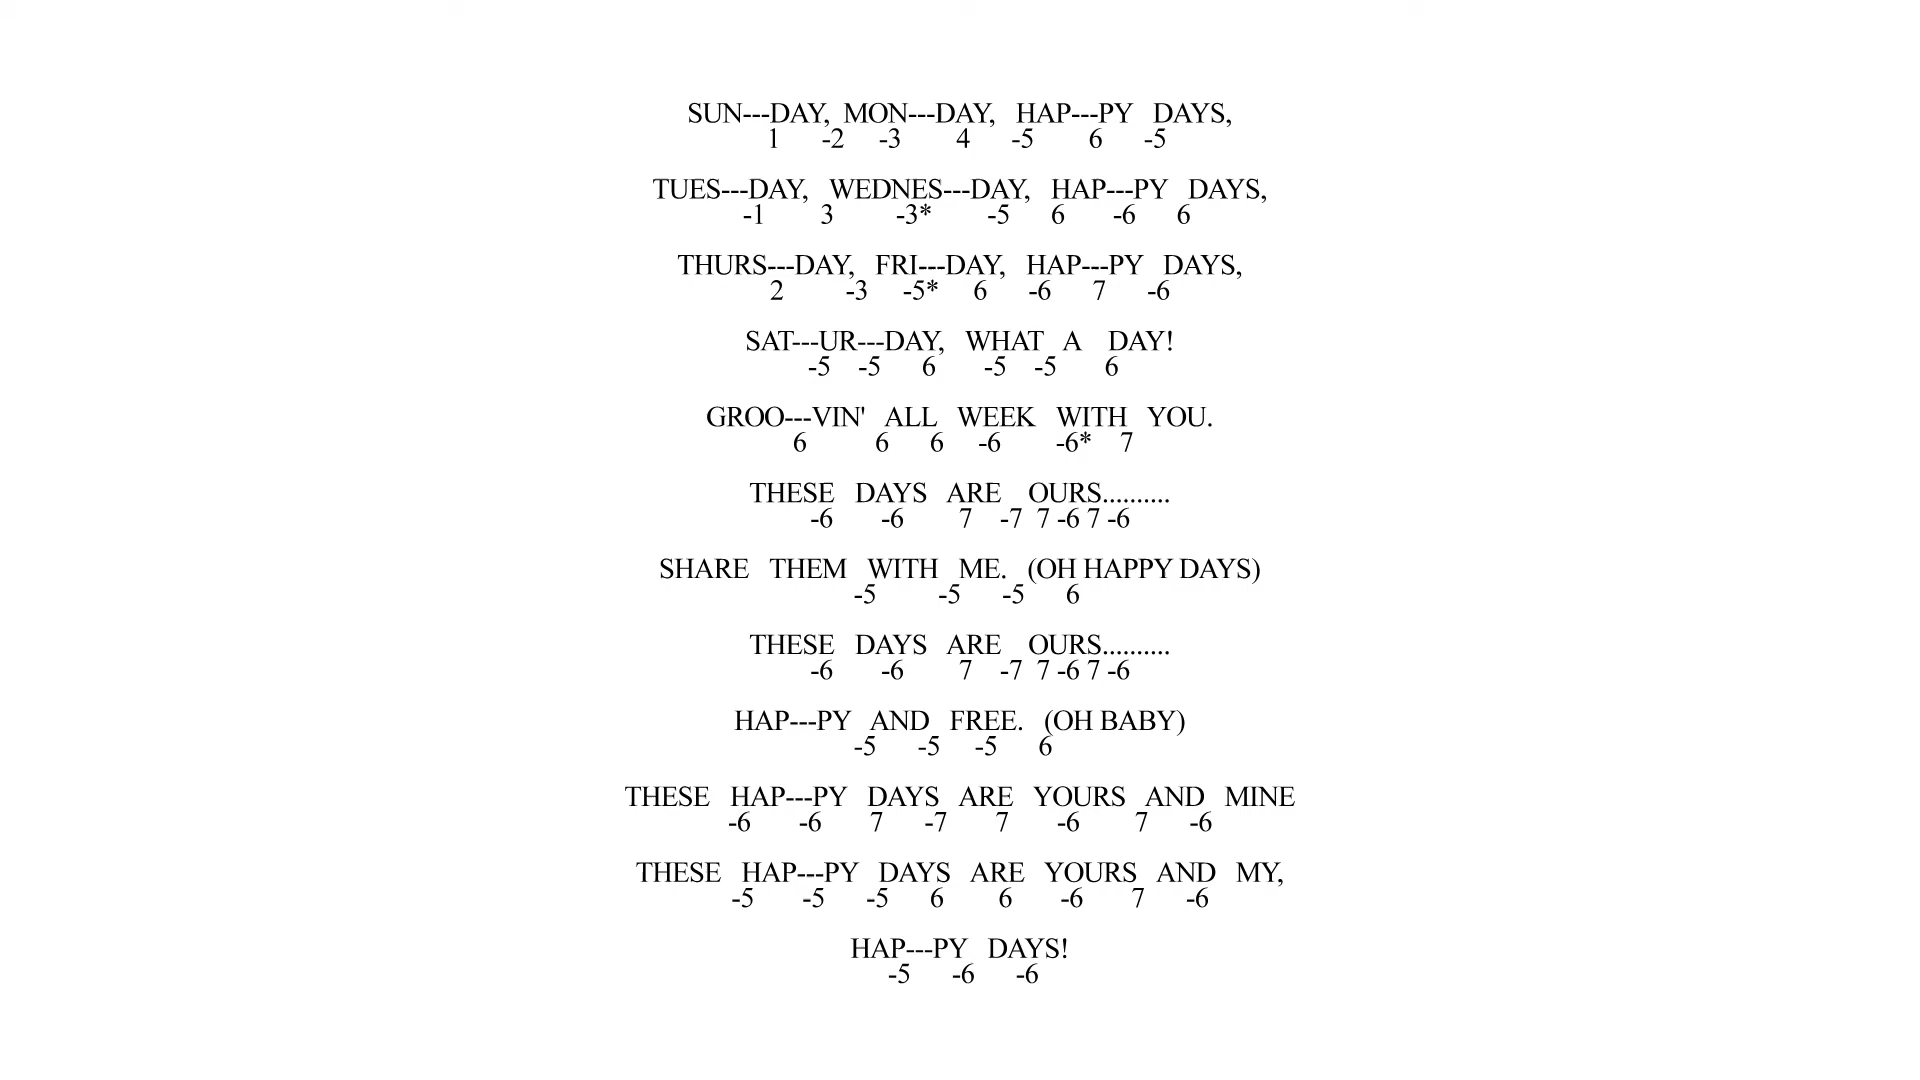 SUN---DAY, MON---DAY, HAP---PY DAYS,
1 -2 -3 4 -5 6 -5
TUES---DAY, WEDNES---DAY, HAP---PY DAYS,
-1 3 -3* -5 6 -6 6
THURS---DAY, FRI---DAY, HAP---PY DAYS,
2 -3 -5* 6 -6 7 -6
SAT---UR---DAY, WHAT A DAY!
-5 -5 6 -5 -5 6
GROO---VIN' ALL WEEK WITH YOU.
6 6 6 -6 -6* 7
THESE DAYS ARE OURS..........
-6 -6 7 -7 7 -6 7 -6
SHARE THEM WITH ME. (OH HAPPY DAYS)
-5 -5 -5 6
THESE DAYS ARE OURS..........
-6 -6 7 -7 7 -6 7 -6
HAP---PY AND FREE. (OH BABY)
-5 -5 -5 6
THESE HAP---PY DAYS ARE YOURS AND MINE
-6 -6 7 -7 7 -6 7 -6
THESE HAP---PY DAYS ARE YOURS AND MY,
-5 -5 -5 6 6 -6 7 -6
HAP---PY DAYS!
-5 -6 -6